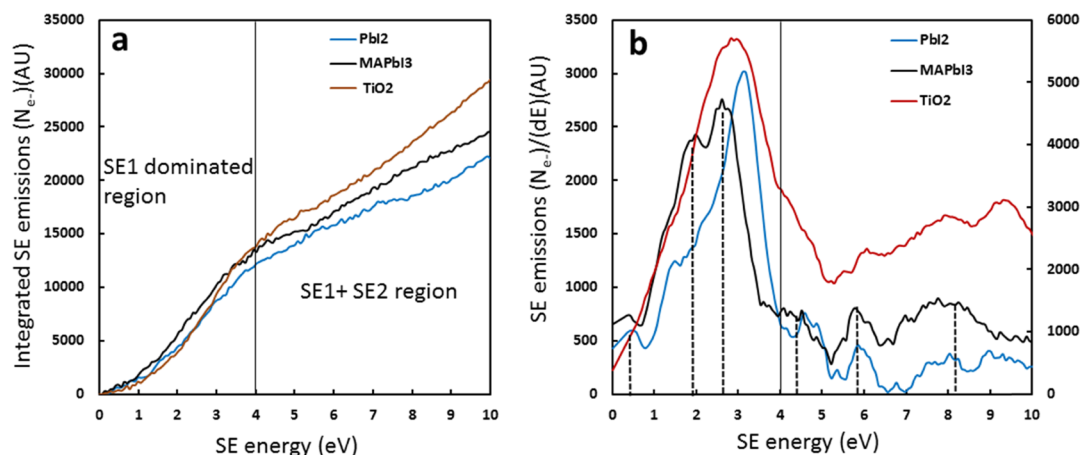 a
PbI2
MAPbI3
TiO2
SE1 dominated
region
SE1+ SE2 region
Integrated SE emissions (Ne-)(AU)
35000
30000
25000
20000
15000
10000
5000
0
0 1 2 3 4 5 6 7 8 9 10
SE energy (eV)
b
PbI2
MAPbI3
TiO2
SE emissions (Ne-)/(dE)(AU)
3500
3000
2500
2000
1500
1000
500
0
6000
5000
4000
3000
2000
1000
0
0 1 2 3 4 5 6 7 8 9 10
SE energy (eV)